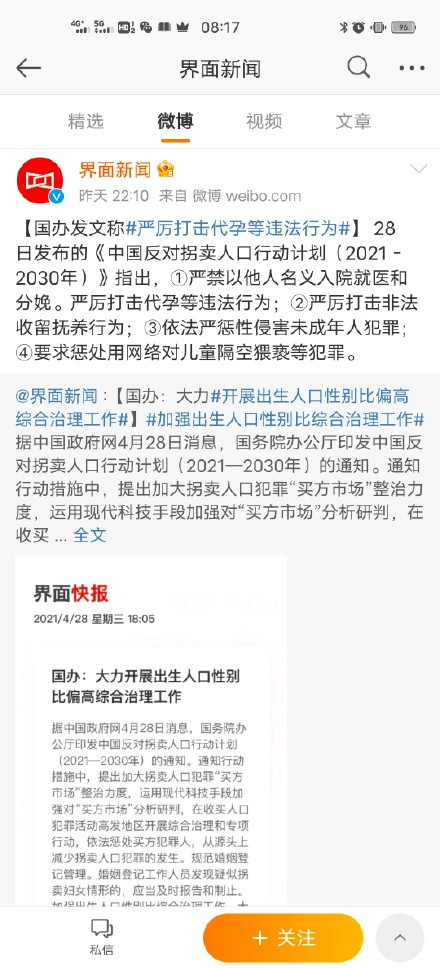 4G 5G HD 1 2 08:17 96
界面新闻
精选 微博 视频 文章
界面新闻
昨天 22:10 来自 微博 weibo.com
【国办发文称#严厉打击代孕等违法行为#】 28
日发布的《中国反对拐卖人口行动计划（2021－
2030年）》指出，①严禁以他人名义入院就医和
分娩。严厉打击代孕等违法行为；②严厉打击非法
收留抚养行为；③依法严惩性侵害未成年人犯罪；
④要求惩处用网络对儿童隔空猥亵等犯罪。
@界面新闻：【国办：大力#开展出生人口性别比偏高
综合治理工作#】#加强出生人口性别比综合治理工作#
据中国政府网4月28日消息，国务院办公厅印发中国反
对拐卖人口行动计划（2021—2030年）的通知。通知
行动措施中，提出加大拐卖人口犯罪“买方市场”整治力
度，运用现代科技手段加强对“买方市场”分析研判，在
收买 ... 全文
界面快报
2021/4/28 星期三 18:05
国办：大力开展出生人口性别
比偏高综合治理工作
据中国政府网4月28日消息，国务院办
公厅印发中国反对拐卖人口行动计划
（2021—2030年）的通知。通知行动
措施中，提出加大拐卖人口犯罪“买方
市场”整治力度，运用现代科技手段加
强对“买方市场”分析研判，在收买人口
犯罪活动高发地区开展综合治理和专项
行动，依法惩处买方犯罪人，从源头上
减少拐卖人口犯罪的发生。规范婚姻登
记管理。婚姻登记工作人员发现疑似拐
卖妇女情形的，应当及时报告和制止。
加强出生人口性别比综合治理工作。大
私信
+ 关注